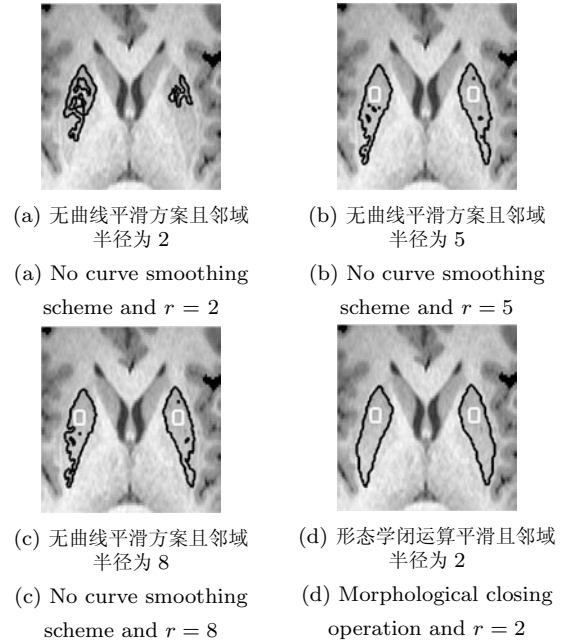 (a) 无曲线平滑方案且邻域
半径为 2
(a) No curve smoothing
scheme and r = 2
(b) 无曲线平滑方案且邻域
半径为 5
(b) No curve smoothing
scheme and r = 5
(c) 无曲线平滑方案且邻域
半径为 8
(c) No curve smoothing
scheme and r = 8
(d) 形态学闭运算平滑且邻域
半径为 2
(d) Morphological closing
operation and r = 2